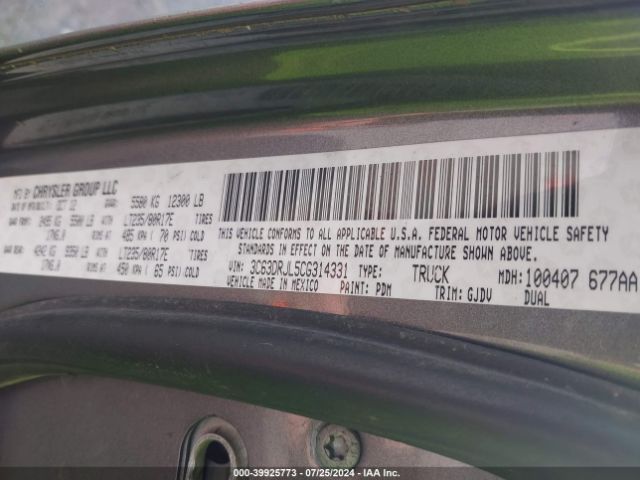 MFD BY: CHRYSLER GROUP LLC
DATE OF MFR: OCT 12 GVWR: 5580 KG 12300 LB
GAWR FRONT: 2495 KG 5500 LB WITH LT235/80R17E TIRES
17X6.0 RIMS AT 485 KPA ( 70 PSI) COLD
GAWR REAR: 4242 KG 9350 LB WITH LT235/80R17E TIRES
17X6.0 RIMS AT 450 KPA ( 65 PSI) COLD
THIS VEHICLE CONFORMS TO ALL APPLICABLE U.S.A. FEDERAL MOTOR VEHICLE SAFETY
STANDARDS IN EFFECT ON THE DATE OF MANUFACTURE SHOWN ABOVE.
VIN: 3C63DRJL5CG314331 TYPE: TRUCK MDH: 100407 677AA
VEHICLE MADE IN MEXICO PAINT: PDM TRIM: GJDV DUAL
000-39925773 - 07/25/2024 - IAA Inc.